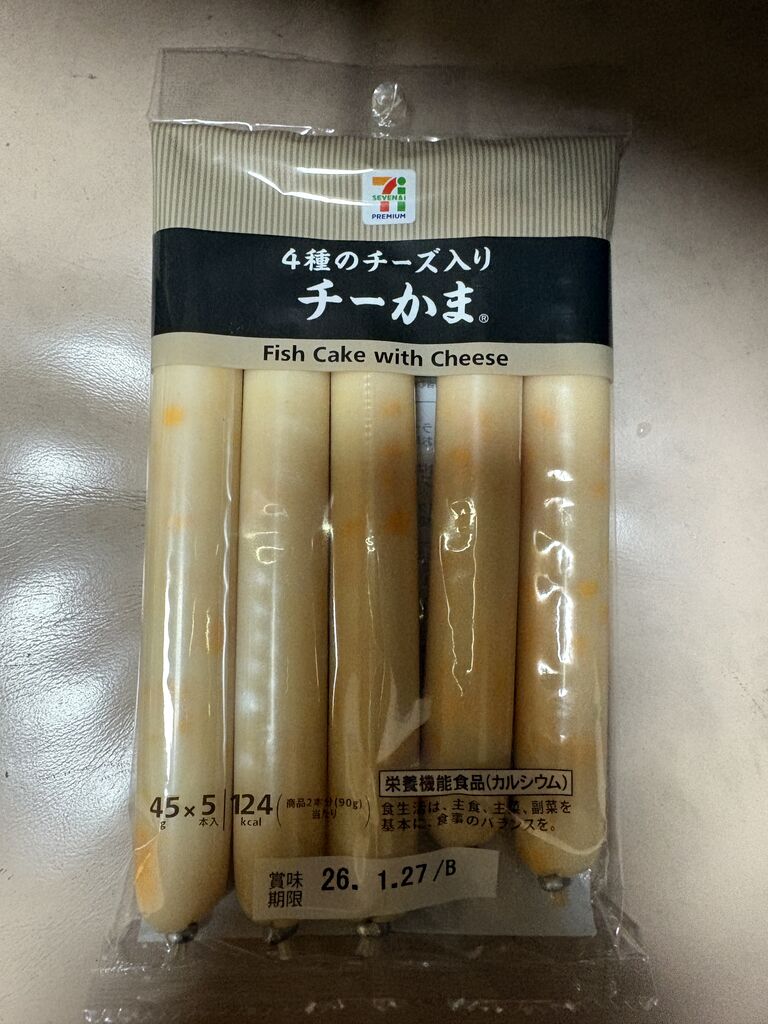 7i
SEVEN&i
PREMIUM
4種のチーズ入り
チーかま®
Fish Cake with Cheese
45g×5本入
124kcal
(商品2本分(90g)当たり)
栄養機能食品(カルシウム)
食生活は、主食、主菜、副菜を
基本に、食事のバランスを。
賞味期限 26. 1.27/B